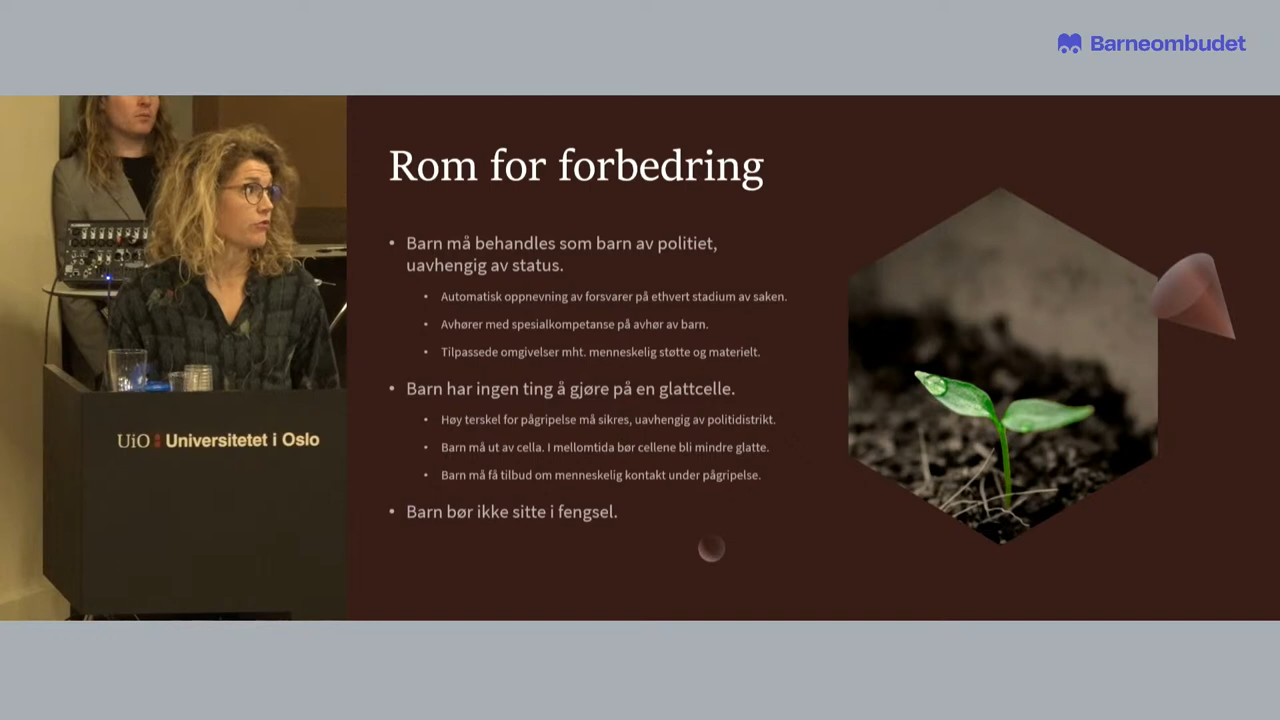 Barneombudet
Rom for forbedring
• Barn må behandles som barn av politiet,
uavhengig av status.
• Automatisk oppnevning av forsvarer på ethvert stadium av saken.
• Avhører med spesialkompetanse på avhør av barn.
• Tilpassede omgivelser mht. menneskelig støtte og materielt.
• Barn har ingen ting å gjøre på en glattcelle.
• Høy terskel for pågripelse må sikres, uavhengig av politidistrikt.
• Barn må ut av cella. I mellomtida bør cellene bli mindre glatte.
• Barn må få tilbud om menneskelig kontakt under pågripelse.
• Barn bør ikke sitte i fengsel.
UiO Universitetet i Oslo